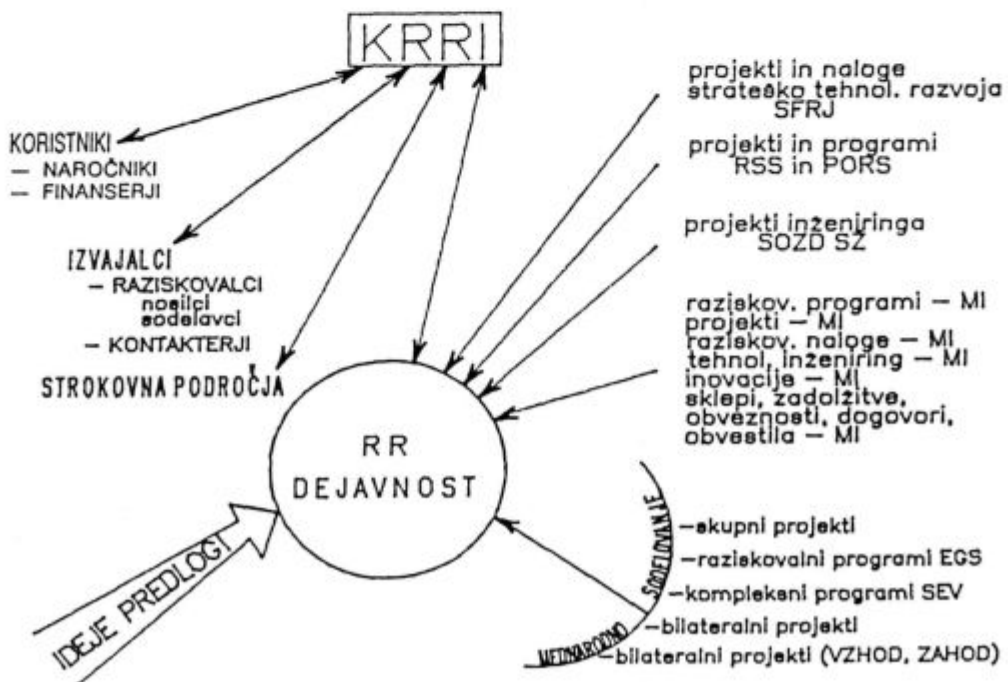 KRRI
KORISTNIKI
— NAROČNIKI
— FINANSERJI
IZVAJALCI
— RAZISKOVALCI
nosilci
sodelavci
— KONTAKTERJI
STROKOVNA PODROČJA
projekti in naloge
strateško tehnol. razvoja
SFRJ
projekti in programi
RSS in PORS
projekti inženiringa
SOZD SŽ
raziskov. programi — MI
projekti — MI
raziskov. naloge — MI
tehnol, inženiring — MI
inovacije — MI
sklepi, zadolžitve,
obveznosti, dogovori,
obvestila — MI
RR
DEJAVNOST
IDEJE PREDLOGI
MEDNARODNO SODELOVANJE
—skupni projekti
—raziskovalni programi EGS
—kompleksni programi SEV
—bilateralni projekti
—bilateralni projekti (VZHOD, ZAHOD)